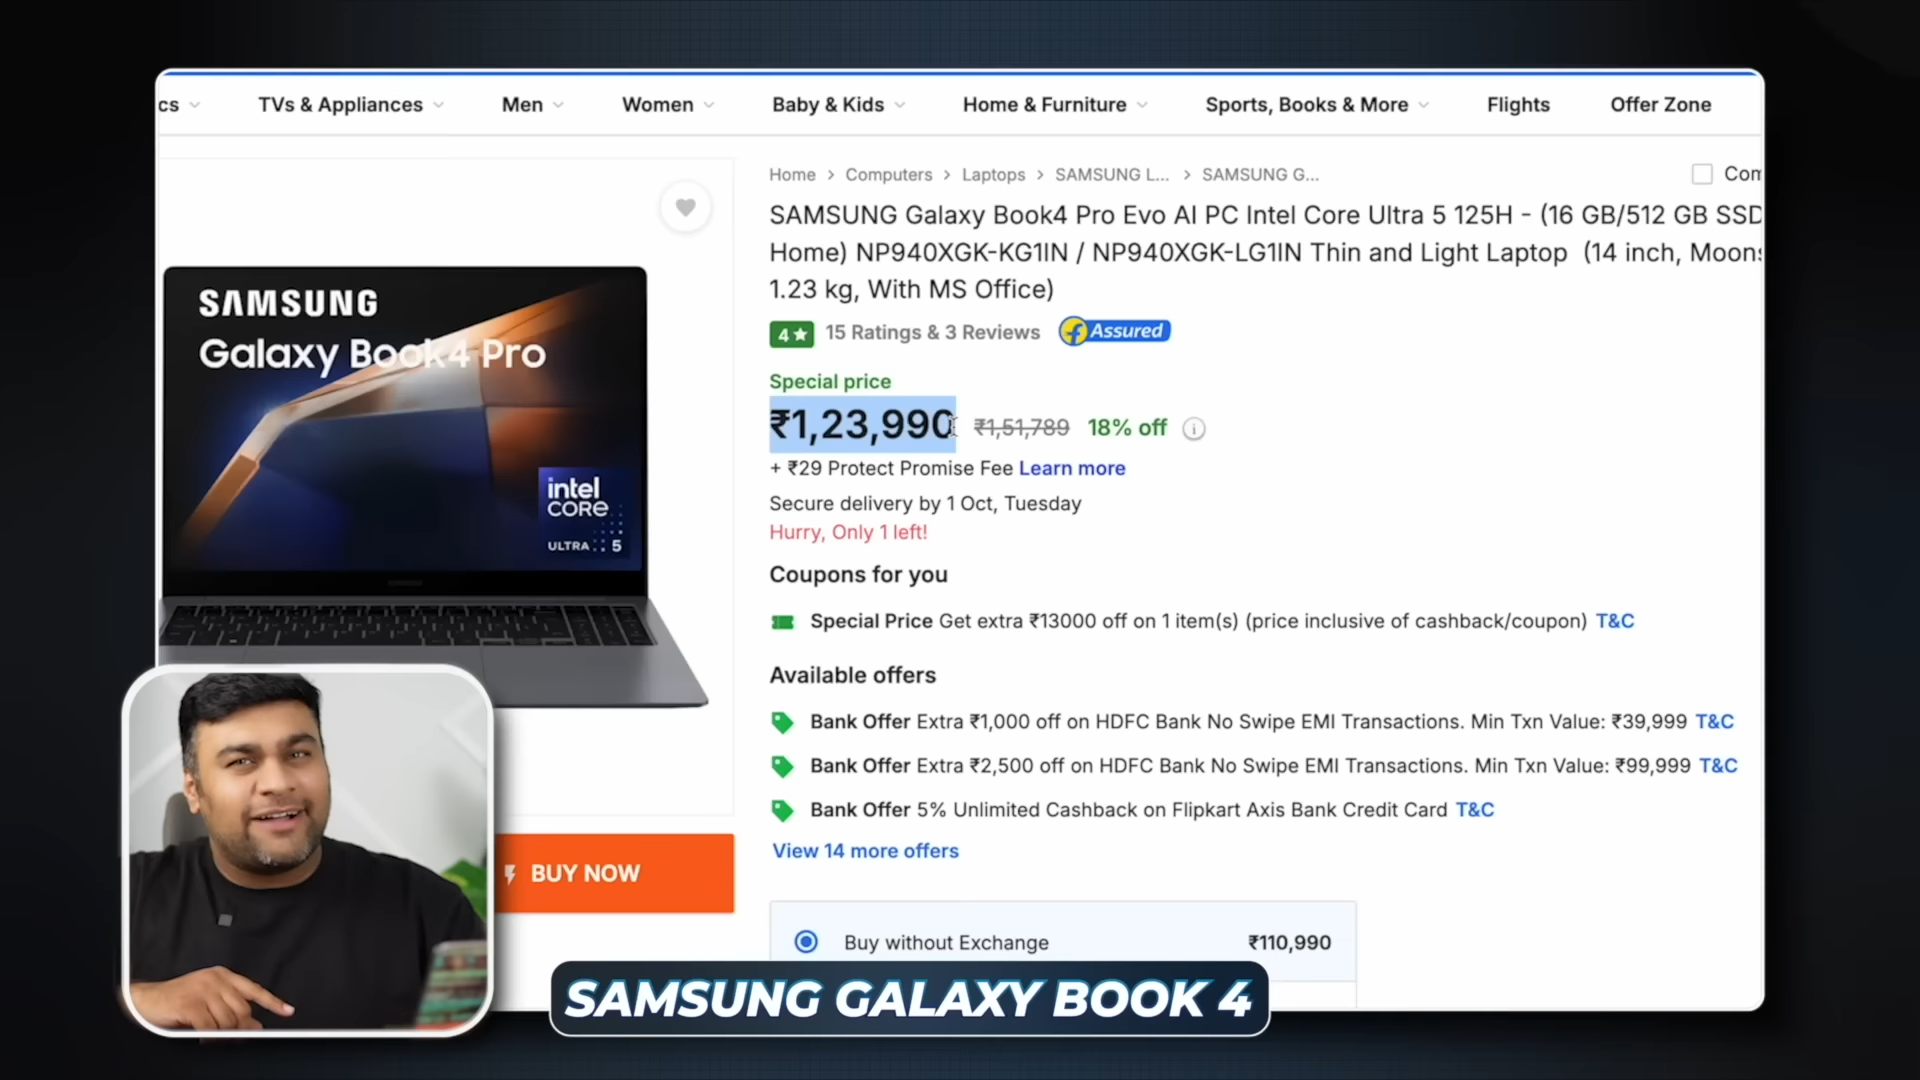 cs
TVs & Appliances
Men
Women
Baby & Kids
Home & Furniture
Sports, Books & More
Flights
Offer Zone
Home > Computers > Laptops > SAMSUNG L... > SAMSUNG G...
Com
SAMSUNG Galaxy Book4 Pro Evo AI PC Intel Core Ultra 5 125H - (16 GB/512 GB SSD
Home) NP940XGK-KG1IN / NP940XGK-LG1IN Thin and Light Laptop (14 inch, Moons
1.23 kg, With MS Office)
4★ 15 Ratings & 3 Reviews Assured
Special price
₹1,23,990 ₹1,51,789 18% off
+ ₹29 Protect Promise Fee Learn more
Secure delivery by 1 Oct, Tuesday
Hurry, Only 1 left!
Coupons for you
Special Price Get extra ₹13000 off on 1 item(s) (price inclusive of cashback/coupon) T&C
Available offers
Bank Offer Extra ₹1,000 off on HDFC Bank No Swipe EMI Transactions. Min Txn Value: ₹39,999 T&C
Bank Offer Extra ₹2,500 off on HDFC Bank No Swipe EMI Transactions. Min Txn Value: ₹99,999 T&C
Bank Offer 5% Unlimited Cashback on Flipkart Axis Bank Credit Card T&C
View 14 more offers
Buy without Exchange ₹110,990
SAMSUNG
Galaxy Book4 Pro
intel
CORE
ULTRA 5
BUY NOW
SAMSUNG GALAXY BOOK 4